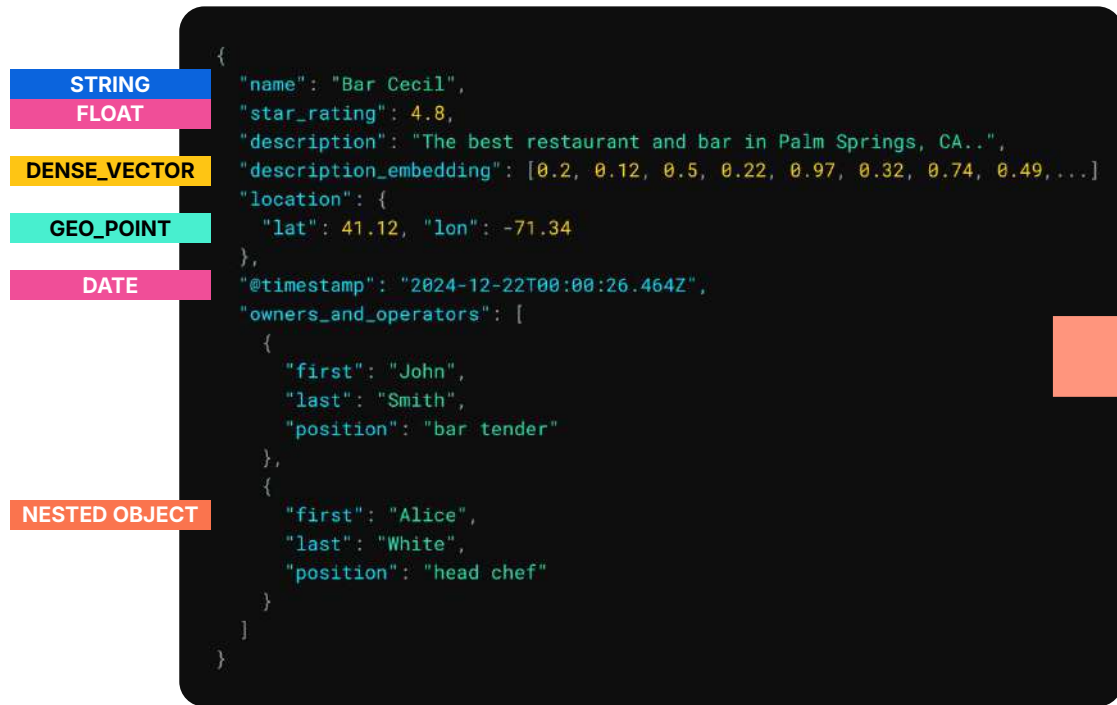 {
STRING "name": "Bar Cecil",
FLOAT "star_rating": 4.8,
"description": "The best restaurant and bar in Palm Springs, CA..",
DENSE_VECTOR "description_embedding": [0.2, 0.12, 0.5, 0.22, 0.97, 0.32, 0.74, 0.49,...]
"location": {
GEO_POINT "lat": 41.12, "lon": -71.34
},
DATE "@timestamp": "2024-12-22T00:00:26.464Z",
"owners_and_operators": [
{
"first": "John",
"last": "Smith",
"position": "bar tender"
},
{
NESTED OBJECT "first": "Alice",
"last": "White",
"position": "head chef"
}
]
}